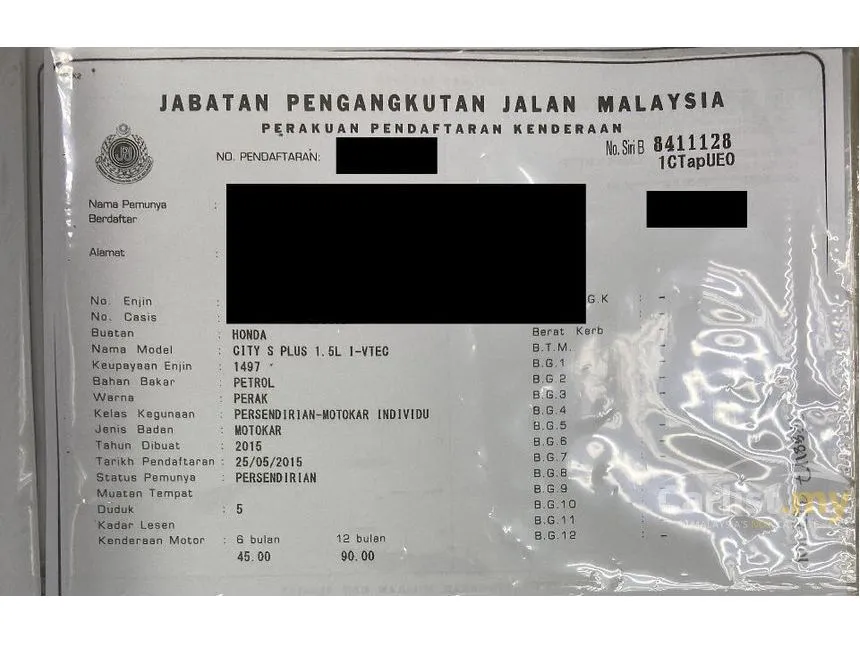 JABATAN PENGANGKUTAN JALAN MALAYSIA
PERAKUAN PENDAFTARAN KENDERAAN
No. Siri B 8411128
1CTapUE0
NO. PENDAFTARAN:
Nama Pemunya :
Berdaftar
Alamat :
No. Enjin :
No. Casis :
Buatan : HONDA
Nama Model : CITY S PLUS 1.5L I-VTEC
Keupayaan Enjin : 1497
Bahan Bakar : PETROL
Warna : PERAK
Kelas Kegunaan : PERSENDIRIAN-MOTOKAR INDIVIDU
Jenis Badan : MOTOKAR
Tahun Dibuat : 2015
Tarikh Pendaftaran : 25/05/2015
Status Pemunya : PERSENDIRIAN
Muatan Tempat
Duduk : 5
Kadar Lesen
Kenderaan Motor : 6 bulan 12 bulan
45.00 90.00
G.K : -
Berat Kerb
B.T.M.
B.G.1
B.G.2
B.G.3
B.G.4
B.G.5
B.G.6
B.G.7
B.G.8
B.G.9
B.G.10
B.G.11
B.G.12 : -
Carlist.my